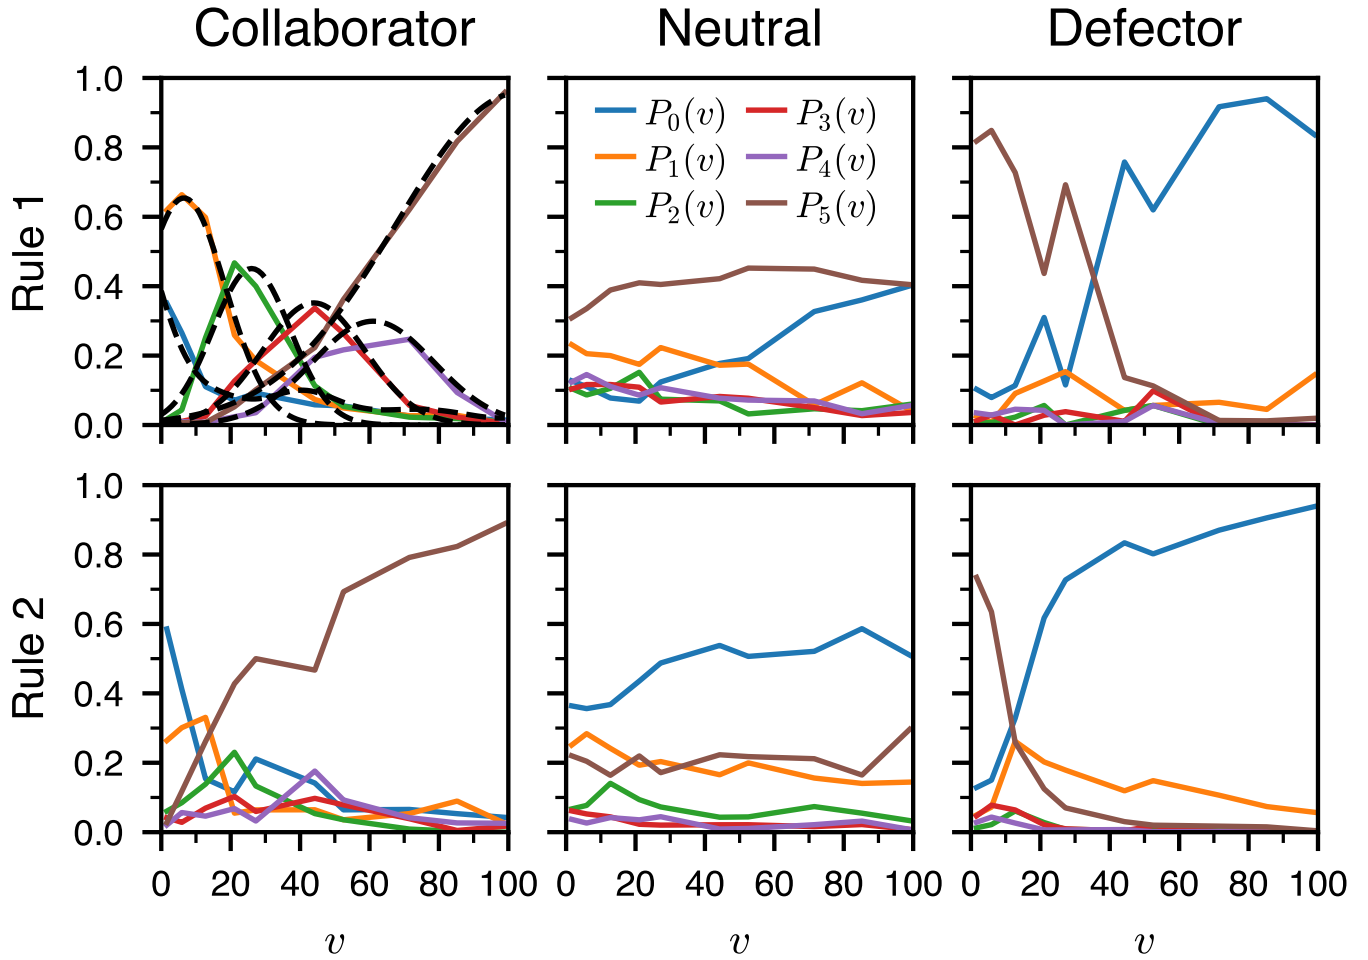 Collaborator Neutral Defector
Rule 1
1.0
0.8
0.6
0.4
0.2
0.0
P₀(v) P₃(v)
P₁(v) P₄(v)
P₂(v) P₅(v)
Rule 2
1.0
0.8
0.6
0.4
0.2
0.0
0 20 40 60 80 100 0 20 40 60 80 100 0 20 40 60 80 100
v v v